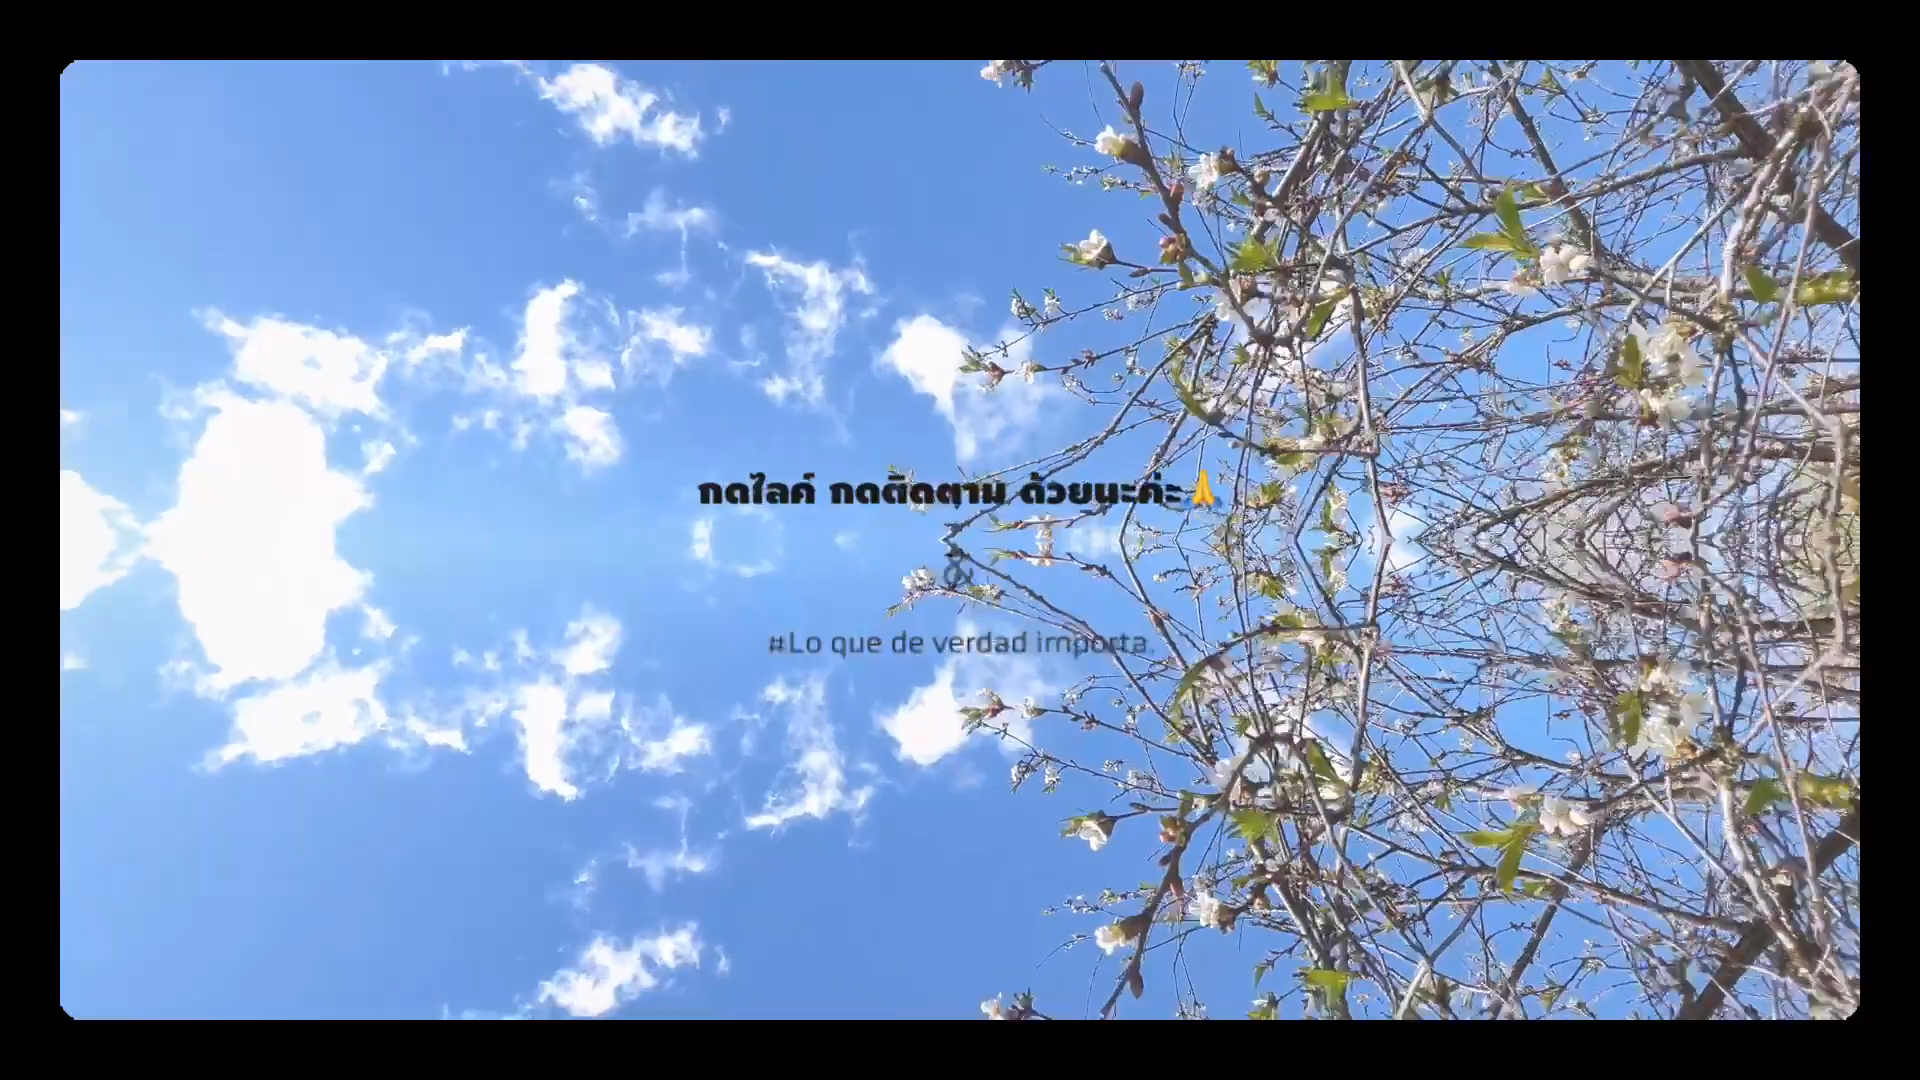 กดไลค์ กดติดตาม ด้วยนะค่ะ🙏
&
#Lo que de verdad importa.